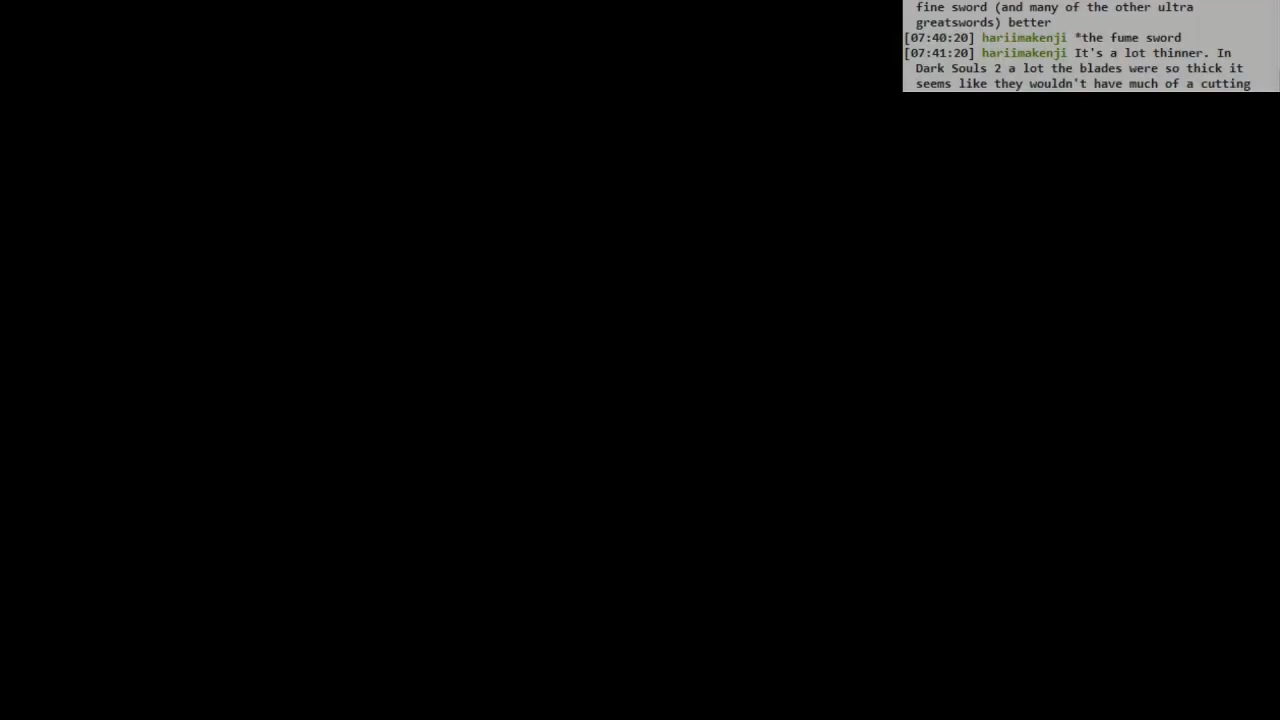 fine sword (and many of the other ultra
greatswords) better
[07:40:20] hariimakenji *the fume sword
[07:41:20] hariimakenji It's a lot thinner. In
Dark Souls 2 a lot the blades were so thick it
seems like they wouldn't have much of a cutting